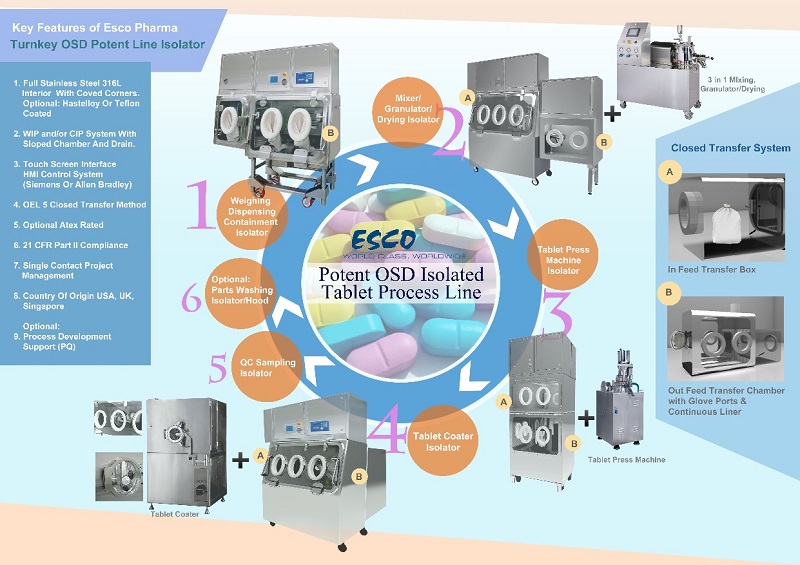 Key Features of Esco Pharma
Turnkey OSD Potent Line Isolator
1. Full Stainless Steel 316L
Interior With Coved Corners.
Optional: Hastelloy Or Teflon
Coated
2. WIP and/or CIP System With
Sloped Chamber And Drain.
3. Touch Screen Interface
HMI Control System
(Siemens Or Allen Bradley)
4. OEL 5 Closed Transfer Method
5. Optional Atex Rated
6. 21 CFR Part II Compliance
7. Single Contact Project
Management
8. Country Of Origin USA, UK,
Singapore
Optional:
9. Process Development
Support (PQ)
B
1
Weighing
Dispensing
Containment
Isolator
Mixer/
Granulator/
Drying Isolator
2
A
B
+
3 in 1 MIxing,
Granulator/Drying
Closed Transfer System
A
In Feed Transfer Box
B
Out Feed Transfer Chamber
with Glove Ports &
Continuous Liner
ESCO
WORLD CLASS. WORLDWIDE.
Potent OSD Isolated
Tablet Process Line
Tablet Press
Machine
Isolator
3
A
B
+
Tablet Press Machine
4
Tablet Coater
Isolator
A
B
+
Tablet Coater
5
QC Sampling
Isolator
6
Optional:
Parts Washing
Isolator/Hood